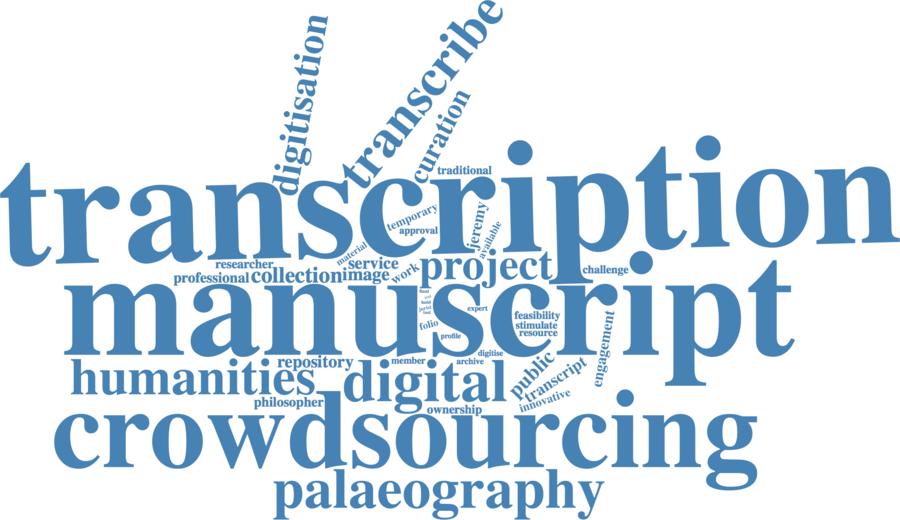 digitisation
transcribe
curation
traditional
transcription
temporary
approval
jeremy
available
material
researcher
service
professional
collection
image
work
project
challenge
manuscript
folio
expert
profile
feasibility
stimulate
resource
engagement
digitise
humanities
repository
member
archive
digital
public
transcript
innovative
philosopher
ownership
crowdsourcing
palaeography